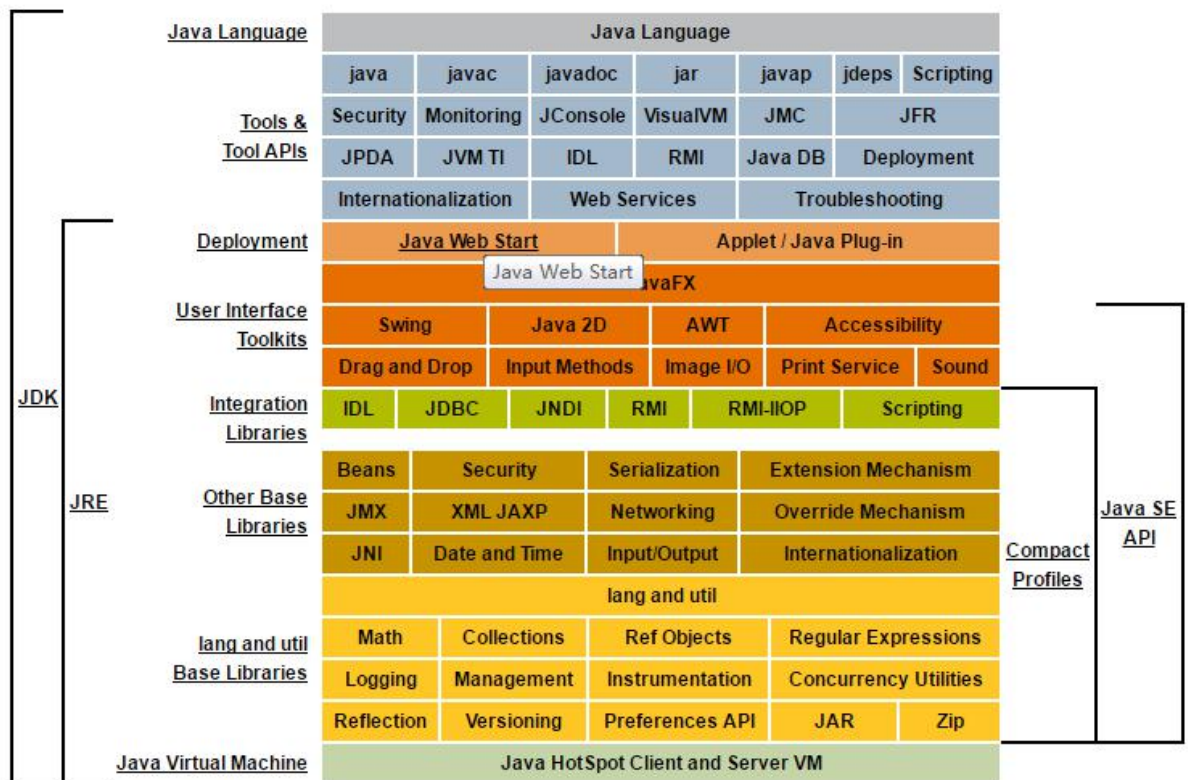 Java Language Java Language
java javac javadoc jar javap jdeps Scripting
Tools & Security Monitoring JConsole VisualVM JMC JFR
Tool APIs JPDA JVM TI IDL RMI Java DB Deployment
Internationalization Web Services Troubleshooting
Deployment Java Web Start Applet / Java Plug-in
Java Web Start vaFX
User Interface
Toolkits
Swing Java 2D AWT Accessibility
Drag and Drop Input Methods Image I/O Print Service Sound
JDK
Integration
Libraries
IDL JDBC JNDI RMI RMI-IIOP Scripting
JRE
Other Base
Libraries
Beans Security Serialization Extension Mechanism
JMX XML JAXP Networking Override Mechanism
JNI Date and Time Input/Output Internationalization
Java SE
API
Compact
Profiles
lang and util
lang and util
Base Libraries
Math Collections Ref Objects Regular Expressions
Logging Management Instrumentation Concurrency Utilities
Reflection Versioning Preferences API JAR Zip
Java Virtual Machine Java HotSpot Client and Server VM